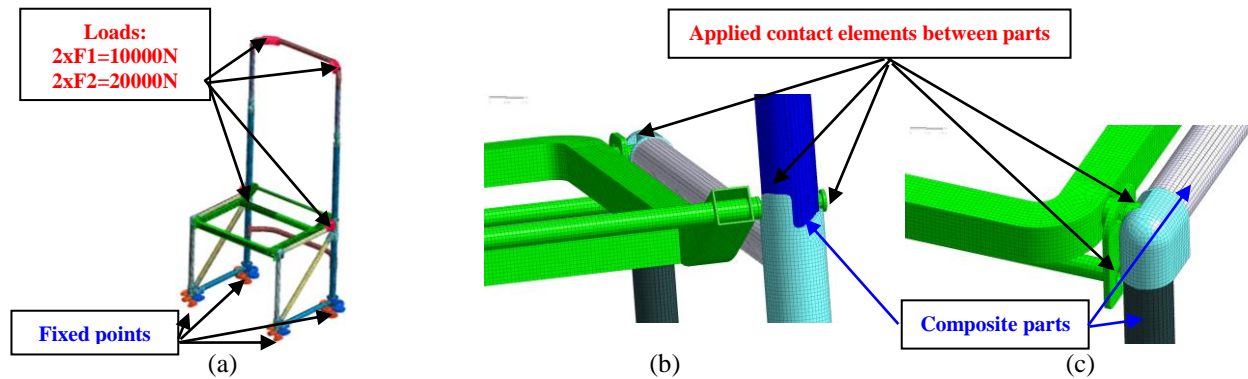 Loads:
2xF1=10000N
2xF2=20000N
Fixed points
(a)
Applied contact elements between parts
(b)
Composite parts
(c)